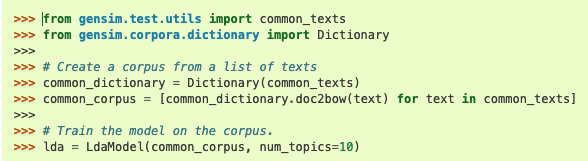 >>> from gensim.test.utils import common_texts
>>> from gensim.corpora.dictionary import Dictionary
>>>
>>> # Create a corpus from a list of texts
>>> common_dictionary = Dictionary(common_texts)
>>> common_corpus = [common_dictionary.doc2bow(text) for text in common_texts]
>>>
>>> # Train the model on the corpus.
>>> lda = LdaModel(common_corpus, num_topics=10)